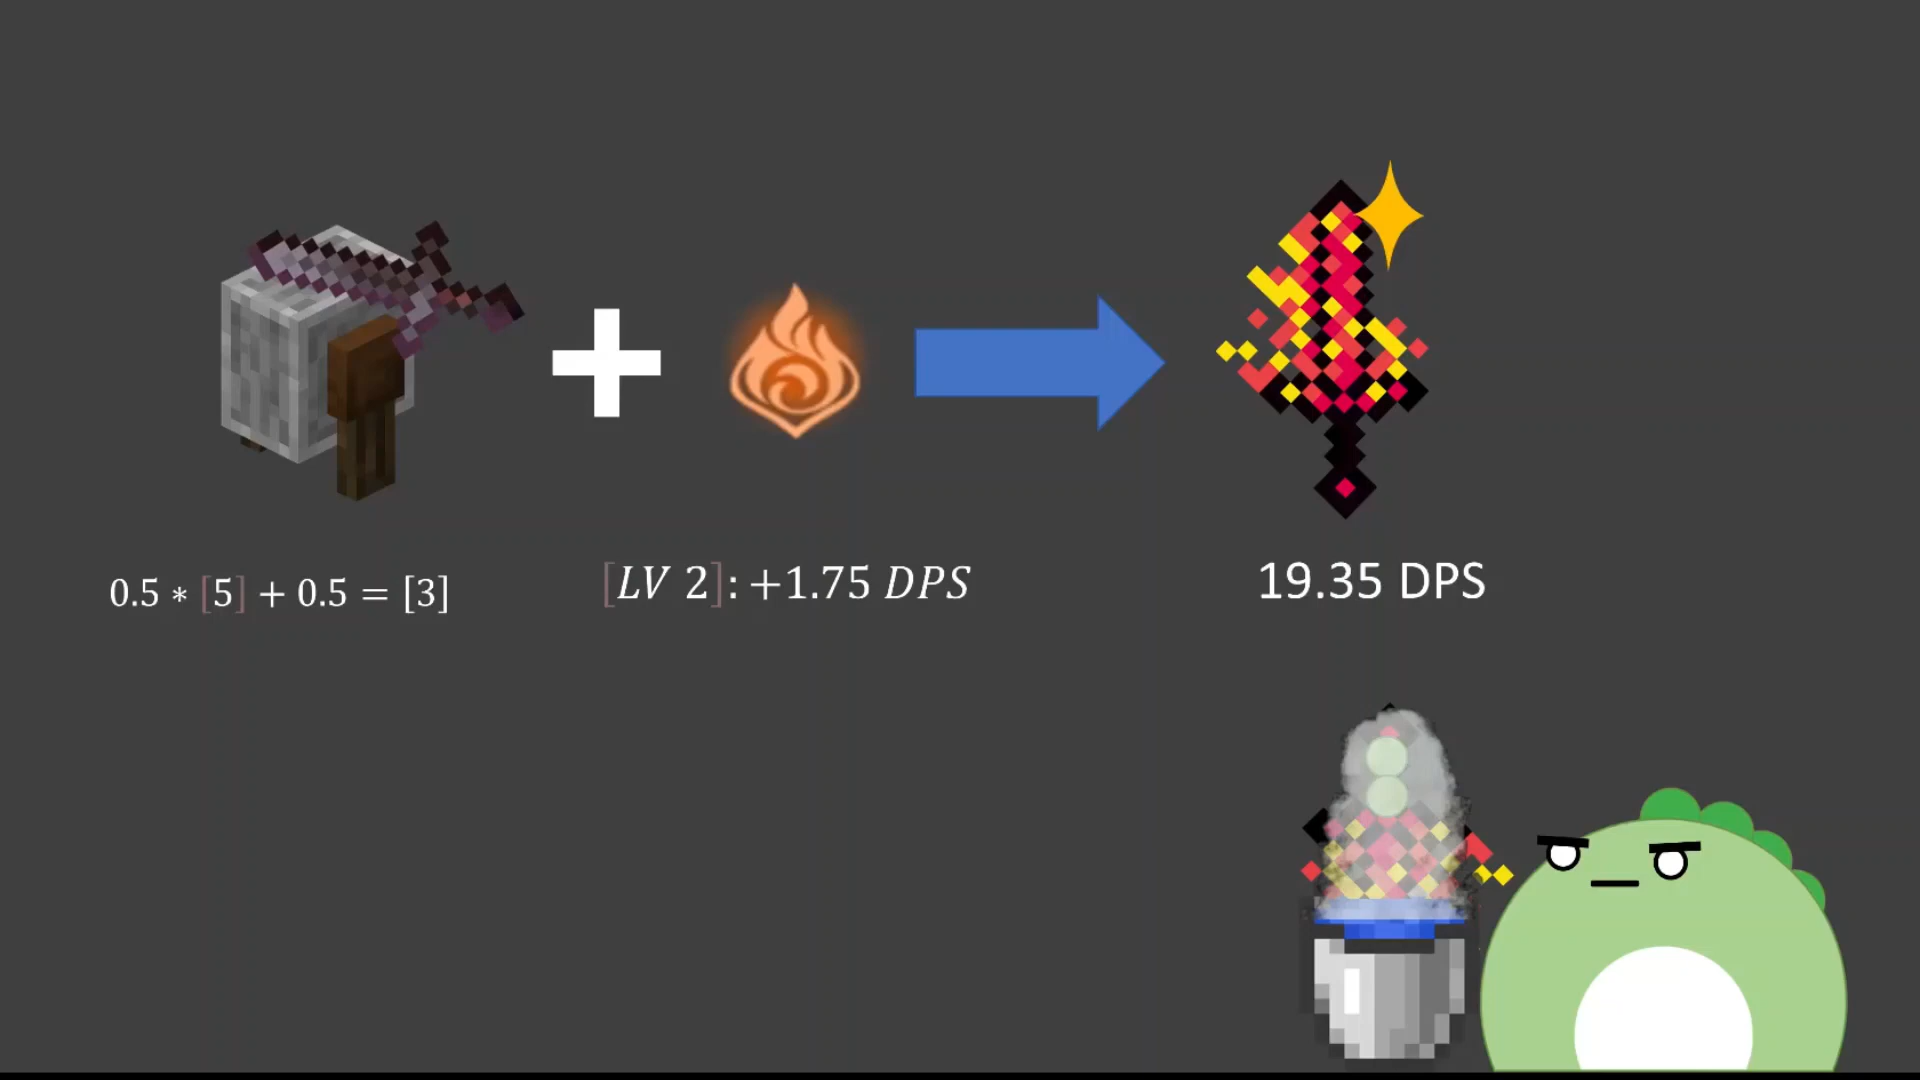 0.5 ∗ [5] + 0.5 = [3]
[LV 2]: +1.75 DPS
19.35 DPS